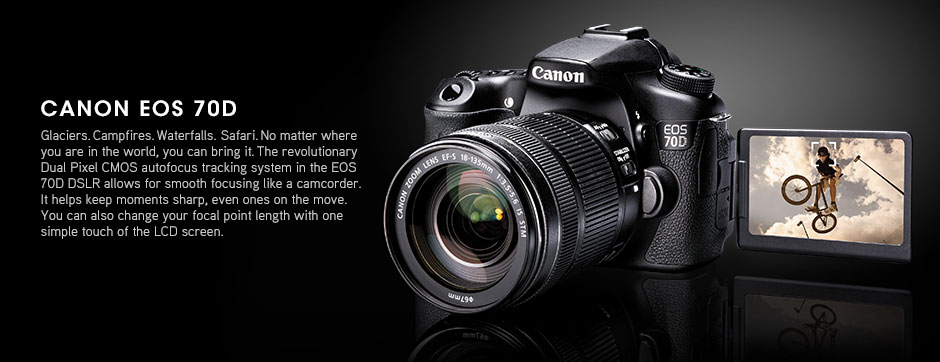 CANON EOS 70D
Glaciers. Campfires. Waterfalls. Safari. No matter where
you are in the world, you can bring it. The revolutionary
Dual Pixel CMOS autofocus tracking system in the EOS
70D DSLR allows for smooth focusing like a camcorder.
It helps keep moments sharp, even ones on the move.
You can also change your focal point length with one
simple touch of the LCD screen.
Canon
EOS
70D
CANON ZOOM LENS EF-S 18-135mm 1:3.5-5.6 IS STM
Φ67mm